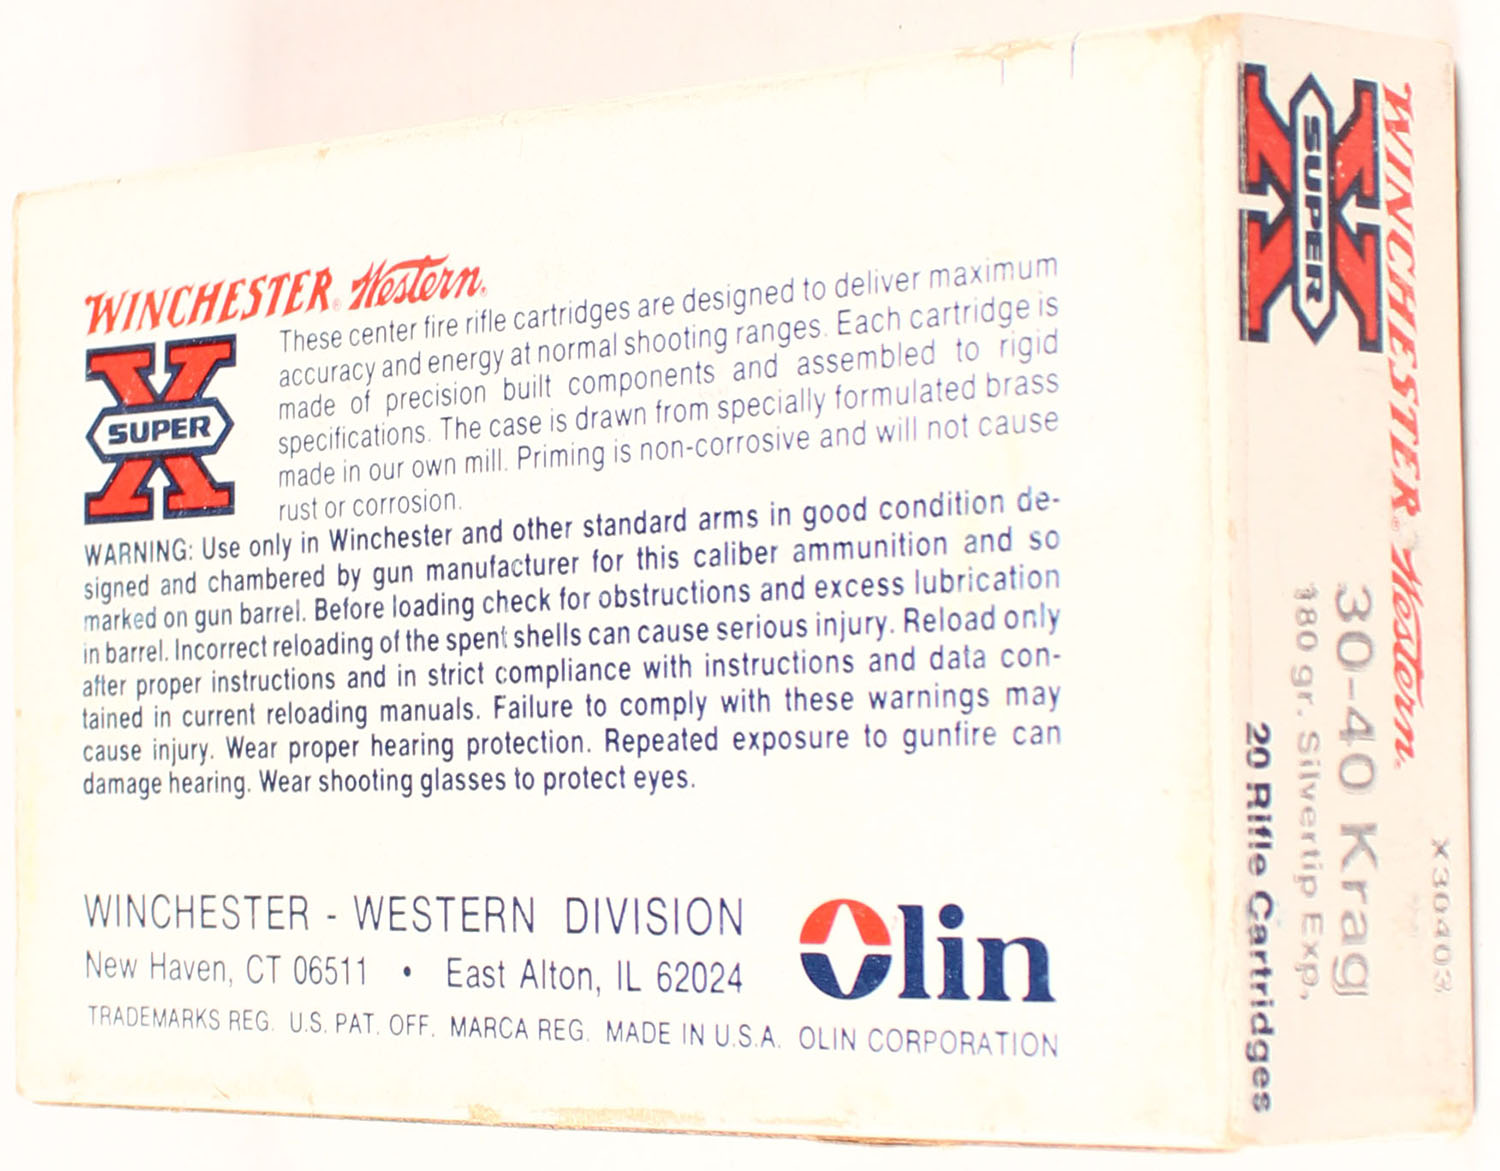 WINCHESTER® Western®
SUPER X
These center fire rifle cartridges are designed to deliver maximum
accuracy and energy at normal shooting ranges. Each cartridge is
made of precision built components and assembled to rigid
specifications. The case is drawn from specially formulated brass
made in our own mill. Priming is non-corrosive and will not cause
rust or corrosion.
WARNING: Use only in Winchester and other standard arms in good condition de-
signed and chambered by gun manufacturer for this caliber ammunition and so
marked on gun barrel. Before loading check for obstructions and excess lubrication
in barrel. Incorrect reloading of the spent shells can cause serious injury. Reload only
after proper instructions and in strict compliance with instructions and data con-
tained in current reloading manuals. Failure to comply with these warnings may
cause injury. Wear proper hearing protection. Repeated exposure to gunfire can
damage hearing. Wear shooting glasses to protect eyes.
WINCHESTER - WESTERN DIVISION
New Haven, CT 06511 • East Alton, IL 62024
Olin
TRADEMARKS REG. U.S. PAT. OFF. MARCA REG. MADE IN U.S.A. OLIN CORPORATION
WINCHESTER® Western®
SUPER X
X30403
30-40 Krag
180 gr. Silvertip Exp.
20 Rifle Cartridges